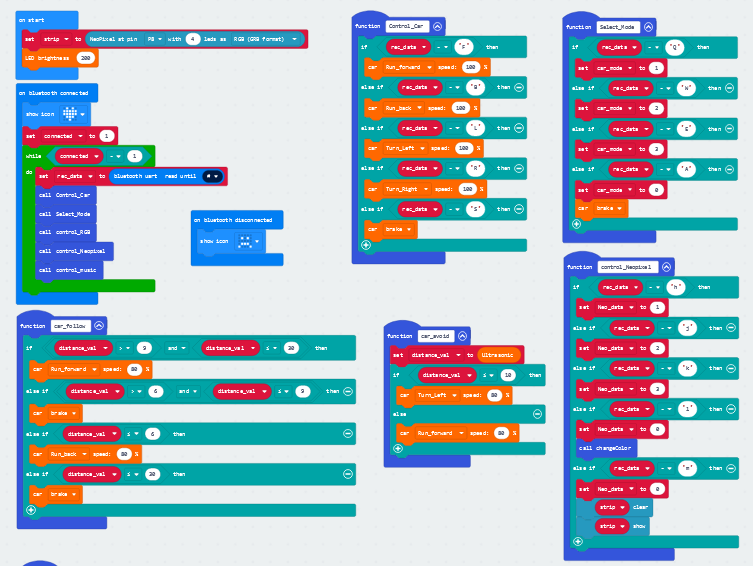 on start
set strip to NeoPixel at pin P8 with 4 leds as RGB (GRB format)
LED brightness 200
on bluetooth connected
show icon
set connected to 1
while connected = 1
do set rec_data to bluetooth uart read until #
call Control_Car
call Select_Mode
call control_RGB
call control_Neopixel
call control_music
on bluetooth disconnected
show icon
function Control_Car
if rec_data = "F" then
car Run_forward speed: 100 %
else if rec_data = "B" then
car Run_back speed: 100 %
else if rec_data = "L" then
car Turn_Left speed: 100 %
else if rec_data = "R" then
car Turn_Right speed: 100 %
else if rec_data = "S" then
car brake
function Select_Mode
if rec_data = "Q" then
set car_mode to 1
else if rec_data = "W" then
set car_mode to 2
else if rec_data = then
set car_mode to 3
else if rec_data = "A" then
set car_mode to 0
car brake
function car_follow
if distance_val > 9 and distance_val ≤ 30 then
car Run_forward speed: 80 %
else if distance_val > 6 and distance_val ≤ 9 then
car brake
else if distance_val ≤ 6 then
car Run_back speed: 80 %
else if distance_val ≤ 30 then
car brake
function car_avoid
set distance_val to Ultrasonic
if distance_val ≤ 10 then
car Turn_Left speed: 80 %
else
car Run_forward speed: 80 %
function control_Neopixel
if rec_data = "h" then
set Neo_data to 1
else if rec_data = "j" then
set Neo_data to 2
else if rec_data = "k" then
set Neo_data to 3
else if rec_data = "l" then
set Neo_data to 0
call changeColor
else if rec_data = "m" then
set Neo_data to 0
strip clear
strip show